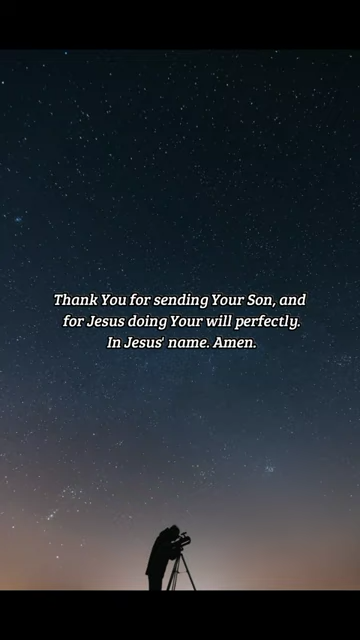 Thank You for sending Your Son, and
for Jesus doing Your will perfectly.
In Jesus' name. Amen.